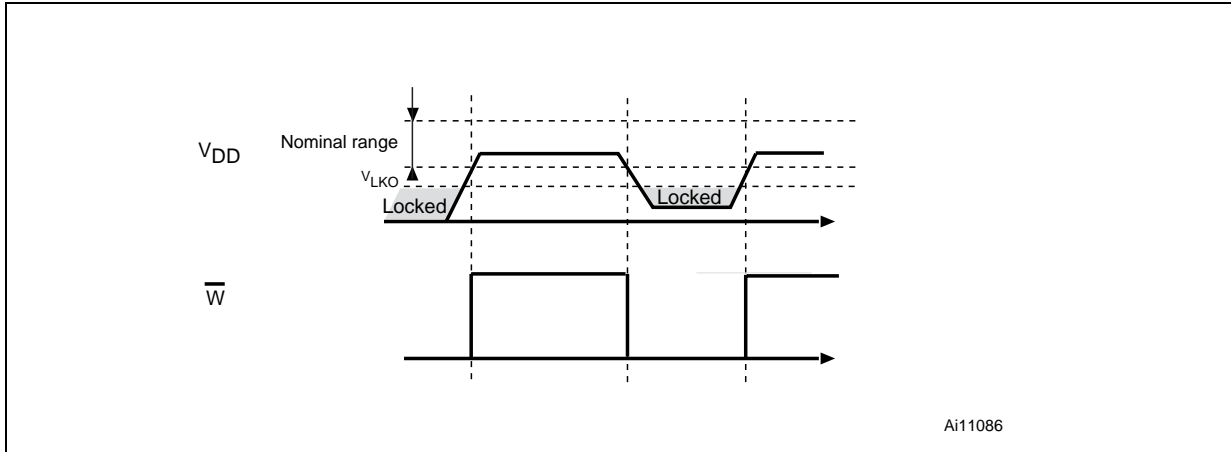 Nominal range
VDD
VLKO
Locked
Locked
W̅
Ai11086